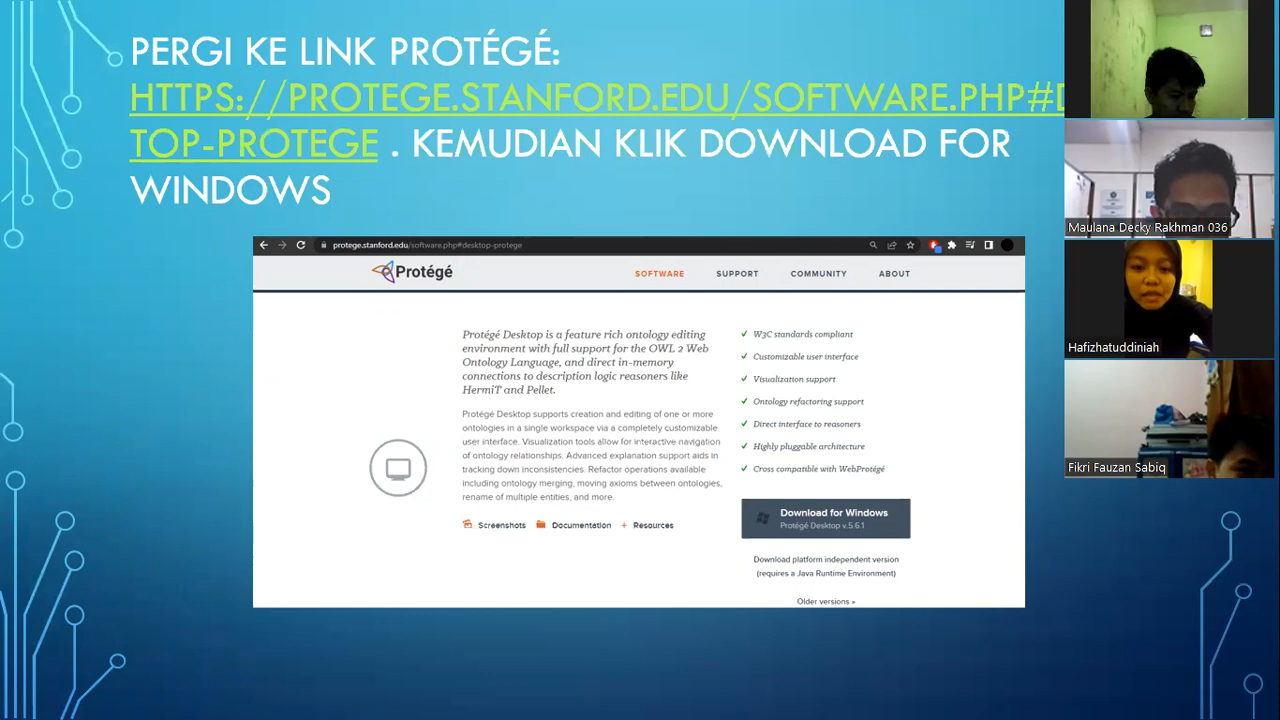 PERGI KE LINK PROTÉGÉ:
HTTPS://PROTEGE.STANFORD.EDU/SOFTWARE.PHP#D
TOP-PROTEGE . KEMUDIAN KLIK DOWNLOAD FOR
WINDOWS
protege.stanford.edu/software.php#desktop-protege
Protégé
SOFTWARE SUPPORT COMMUNITY ABOUT
Protégé Desktop is a feature rich ontology editing
environment with full support for the OWL 2 Web
Ontology Language, and direct in-memory
connections to description logic reasoners like
HermiT and Pellet.
Protégé Desktop supports creation and editing of one or more
ontologies in a single workspace via a completely customizable
user interface. Visualization tools allow for interactive navigation
of ontology relationships. Advanced explanation support aids in
tracking down inconsistencies. Refactor operations available
including ontology merging, moving axioms between ontologies,
rename of multiple entities, and more.
Screenshots Documentation + Resources
W3C standards compliant
Customizable user interface
Visualization support
Ontology refactoring support
Direct interface to reasoners
Highly pluggable architecture
Cross compatible with WebProtégé
Download for Windows
Protégé Desktop v.5.6.1
Download platform independent version
(requires a Java Runtime Environment)
Older versions »
Maulana Decky Rakhman 036
Hafizhatuddiniah
Fikri Fauzan Sabiq